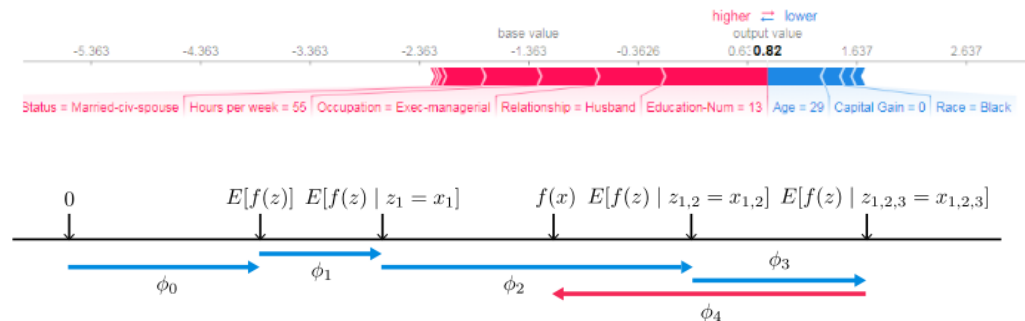 higher ⇄ lower
base value output value
-5.363 -4.363 -3.363 -2.363 -1.363 -0.3626 0.63 0.82 1.637 2.637
Status = Married-civ-spouse Hours per week = 55 Occupation = Exec-managerial Relationship = Husband Education-Num = 13 Age = 29 Capital Gain = 0 Race = Black
0 E[f(z)] E[f(z) | z₁ = x₁] f(x) E[f(z) | z₁,₂ = x₁,₂] E[f(z) | z₁,₂,₃ = x₁,₂,₃]
ϕ₀ ϕ₁ ϕ₂ ϕ₃
ϕ₄